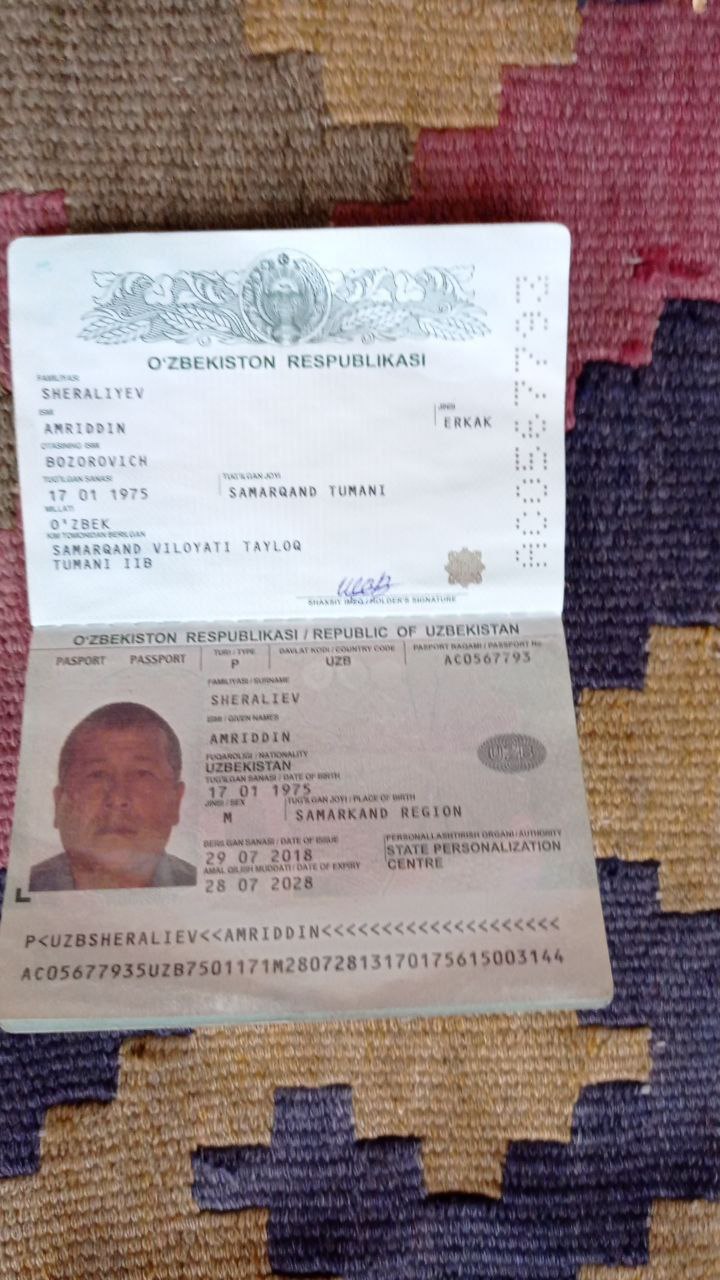 O'ZBEKISTON RESPUBLIKASI
FAMILIYASI
SHERALIYEV
ISMI
AMRIDDIN
JINSI
ERKAK
OTASINING ISMI
BOZOROVICH
TUG'ILGAN SANASI
17 01 1975
TUG'ILGAN JOYI
SAMARQAND TUMANI
MILLATI
O'ZBEK
KIM TOMONIDAN BERILGAN
SAMARQAND VILOYATI TAYLOQ
TUMANI IIB
SHAXSIY IMZO / HOLDER'S SIGNATURE
O'ZBEKISTON RESPUBLIKASI / REPUBLIC OF UZBEKISTAN
PASPORT PASSPORT
TURI / TYPE
P
DAVLAT KODI / COUNTRY CODE
UZB
PASPORT RAQAMI / PASSPORT No
AC0567793
FAMILIYASI / SURNAME
SHERALIEV
ISMI / GIVEN NAMES
AMRIDDIN
FUQAROLIGI / NATIONALITY
UZBEKISTAN
TUG'ILGAN SANASI / DATE OF BIRTH
17 01 1975
JINSI / SEX
M
TUG'ILGAN JOYI / PLACE OF BIRTH
SAMARKAND REGION
BERILGAN SANASI / DATE OF ISSUE
29 07 2018
AMAL QILISH MUDDATI / DATE OF EXPIRY
28 07 2028
PERSONALLASHTIRISH ORGANI / AUTHORITY
STATE PERSONALIZATION
CENTRE
P<UZBSHERALIEV<<AMRIDDIN<<<<<<<<<<<<<<<<<<<<
AC05677935UZB7501171M28072813170175615003144